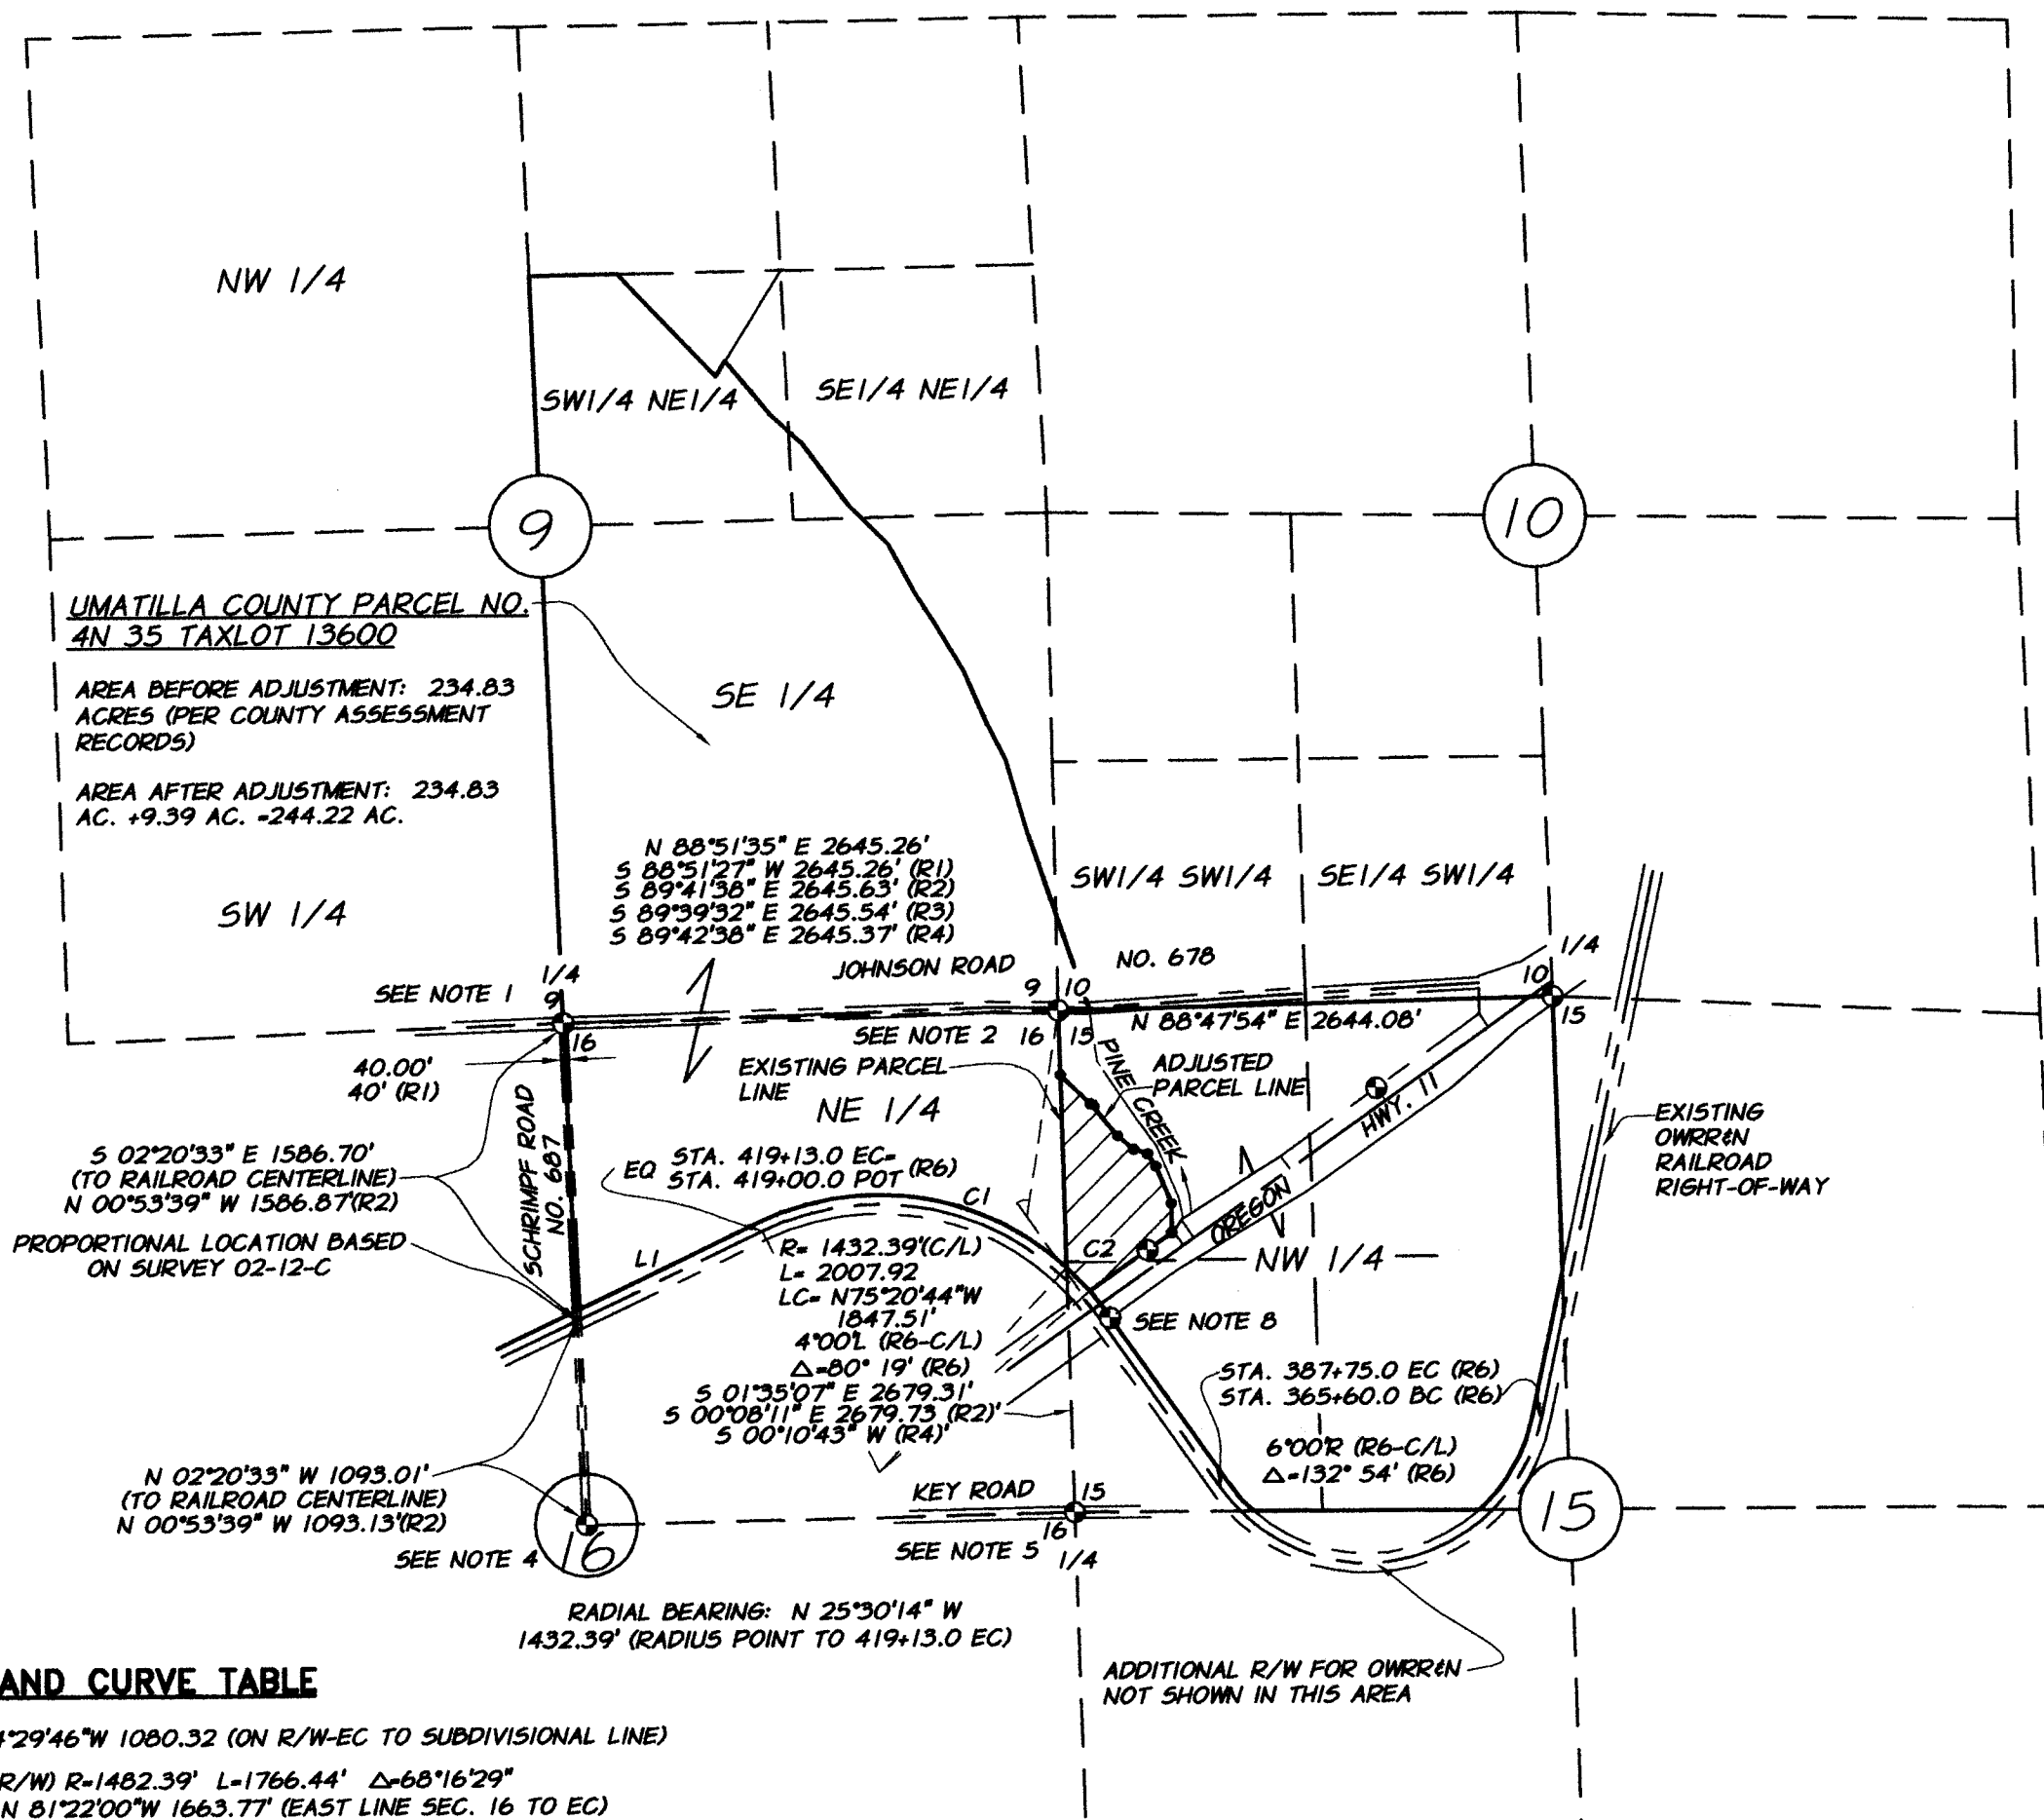 NW 1/4
SW1/4 NE1/4
SE1/4 NE1/4
9
10
UMATILLA COUNTY PARCEL NO.
4N 35 TAXLOT 13600
AREA BEFORE ADJUSTMENT: 234.83
ACRES (PER COUNTY ASSESSMENT
RECORDS)
AREA AFTER ADJUSTMENT: 234.83
AC. +9.39 AC. =244.22 AC.
SE 1/4
SW 1/4
N 88°51'35" E 2645.26'
S 88°51'27" W 2645.26' (R1)
S 89°41'38" E 2645.63' (R2)
S 89°39'32" E 2645.54' (R3)
S 89°42'38" E 2645.37' (R4)
SW1/4 SW1/4
SE1/4 SW1/4
JOHNSON ROAD
NO. 678
SEE NOTE 1
1/4
9
16
9 10
16 15
SEE NOTE 2
1/4
10
15
N 88°47'54" E 2644.08'
40.00'
40' (R1)
EXISTING PARCEL
LINE
NE 1/4
PINE CREEK
ADJUSTED
PARCEL LINE
OREGON
HWY. 11
EXISTING
OWRR&N
RAILROAD
RIGHT-OF-WAY
SCHRIMPF ROAD
NO. 687
S 02°20'33" E 1586.70'
(TO RAILROAD CENTERLINE)
N 00°53'39" W 1586.87'(R2)
PROPORTIONAL LOCATION BASED
ON SURVEY 02-12-C
EQ STA. 419+13.0 EC=
STA. 419+00.0 POT (R6)
C1
L1
C2
NW 1/4
R= 1432.39'(C/L)
L= 2007.92
LC= N75°20'44"W
1847.51'
4°00'L (R6-C/L)
Δ=80° 19' (R6)
SEE NOTE 8
S 01°35'07" E 2679.31'
S 00°08'11" E 2679.73 (R2)'
S 00°10'43" W (R4)'
STA. 387+75.0 EC (R6)
STA. 365+60.0 BC (R6)
6°00'R (R6-C/L)
Δ=132° 54' (R6)
N 02°20'33" W 1093.01'
(TO RAILROAD CENTERLINE)
N 00°53'39" W 1093.13'(R2)
SEE NOTE 4
16
KEY ROAD
15
16
1/4
SEE NOTE 5
15
RADIAL BEARING: N 25°30'14" W
1432.39' (RADIUS POINT TO 419+13.0 EC)
ADDITIONAL R/W FOR OWRR&N
NOT SHOWN IN THIS AREA
AND CURVE TABLE
4°29'46"W 1080.32 (ON R/W-EC TO SUBDIVISIONAL LINE)
R/W) R=1482.39' L=1766.44' Δ=68°16'29"
N 81°22'00"W 1663.77' (EAST LINE SEC. 16 TO EC)